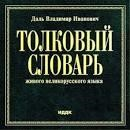 Даль Владимир Иванович
ТОЛКОВЫЙ
СЛОВАРЬ
живого великорусского языка
ИДДК